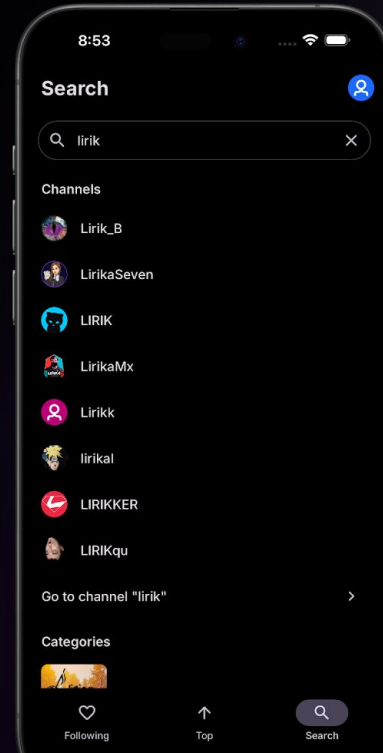 8:53
Search
lirik
Channels
Lirik_B
LirikaSeven
LIRIK
LirikaMx
Lirikk
lirikal
LIRIKKER
LIRIKqu
Go to channel "lirik"
Categories
Following Top Search